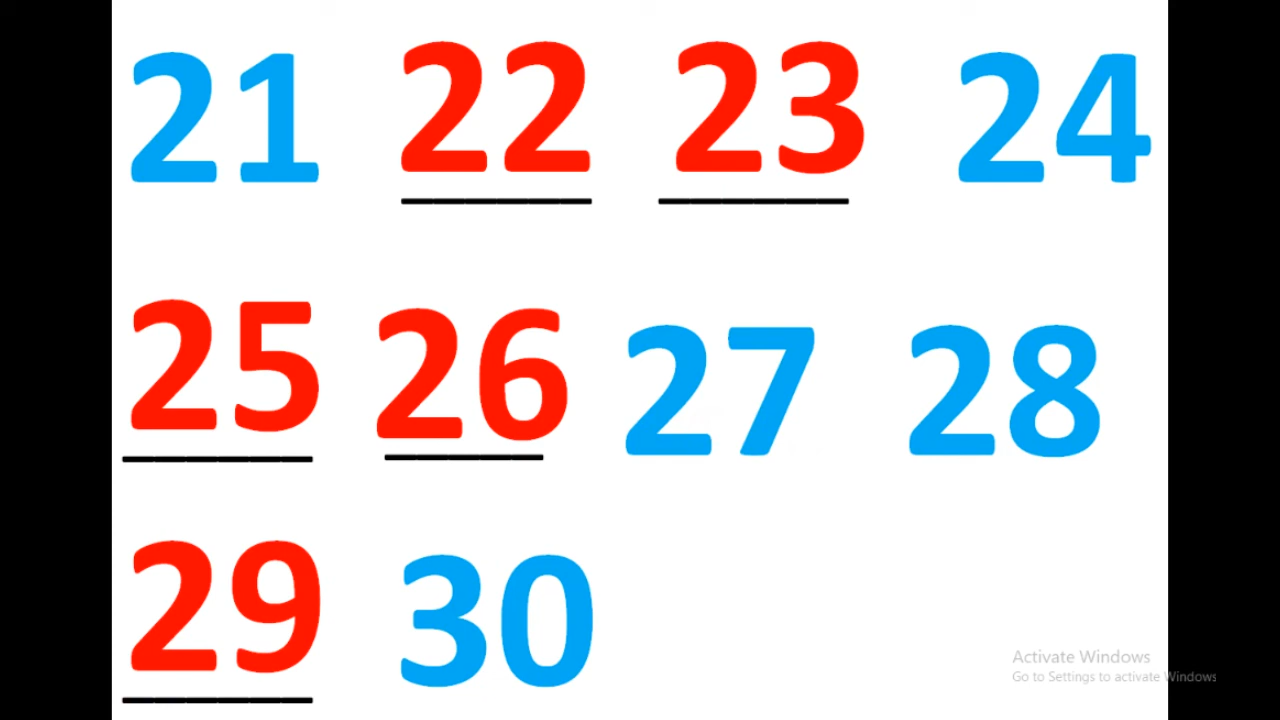 21 22 23 24
25 26 27 28
29 30
Activate Windows
Go to Settings to activate Windows